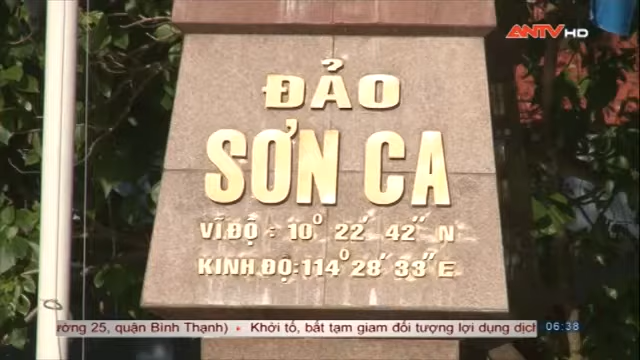 ANTV HD
ĐẢO
SƠN CA
VĨ ĐỘ : 10° 22' 42" N
KINH ĐỘ: 114° 28' 33" E
ường 25, quận Bình Thạnh) • Khởi tố, bắt tạm giam đối tượng lợi dụng dịch
06:38